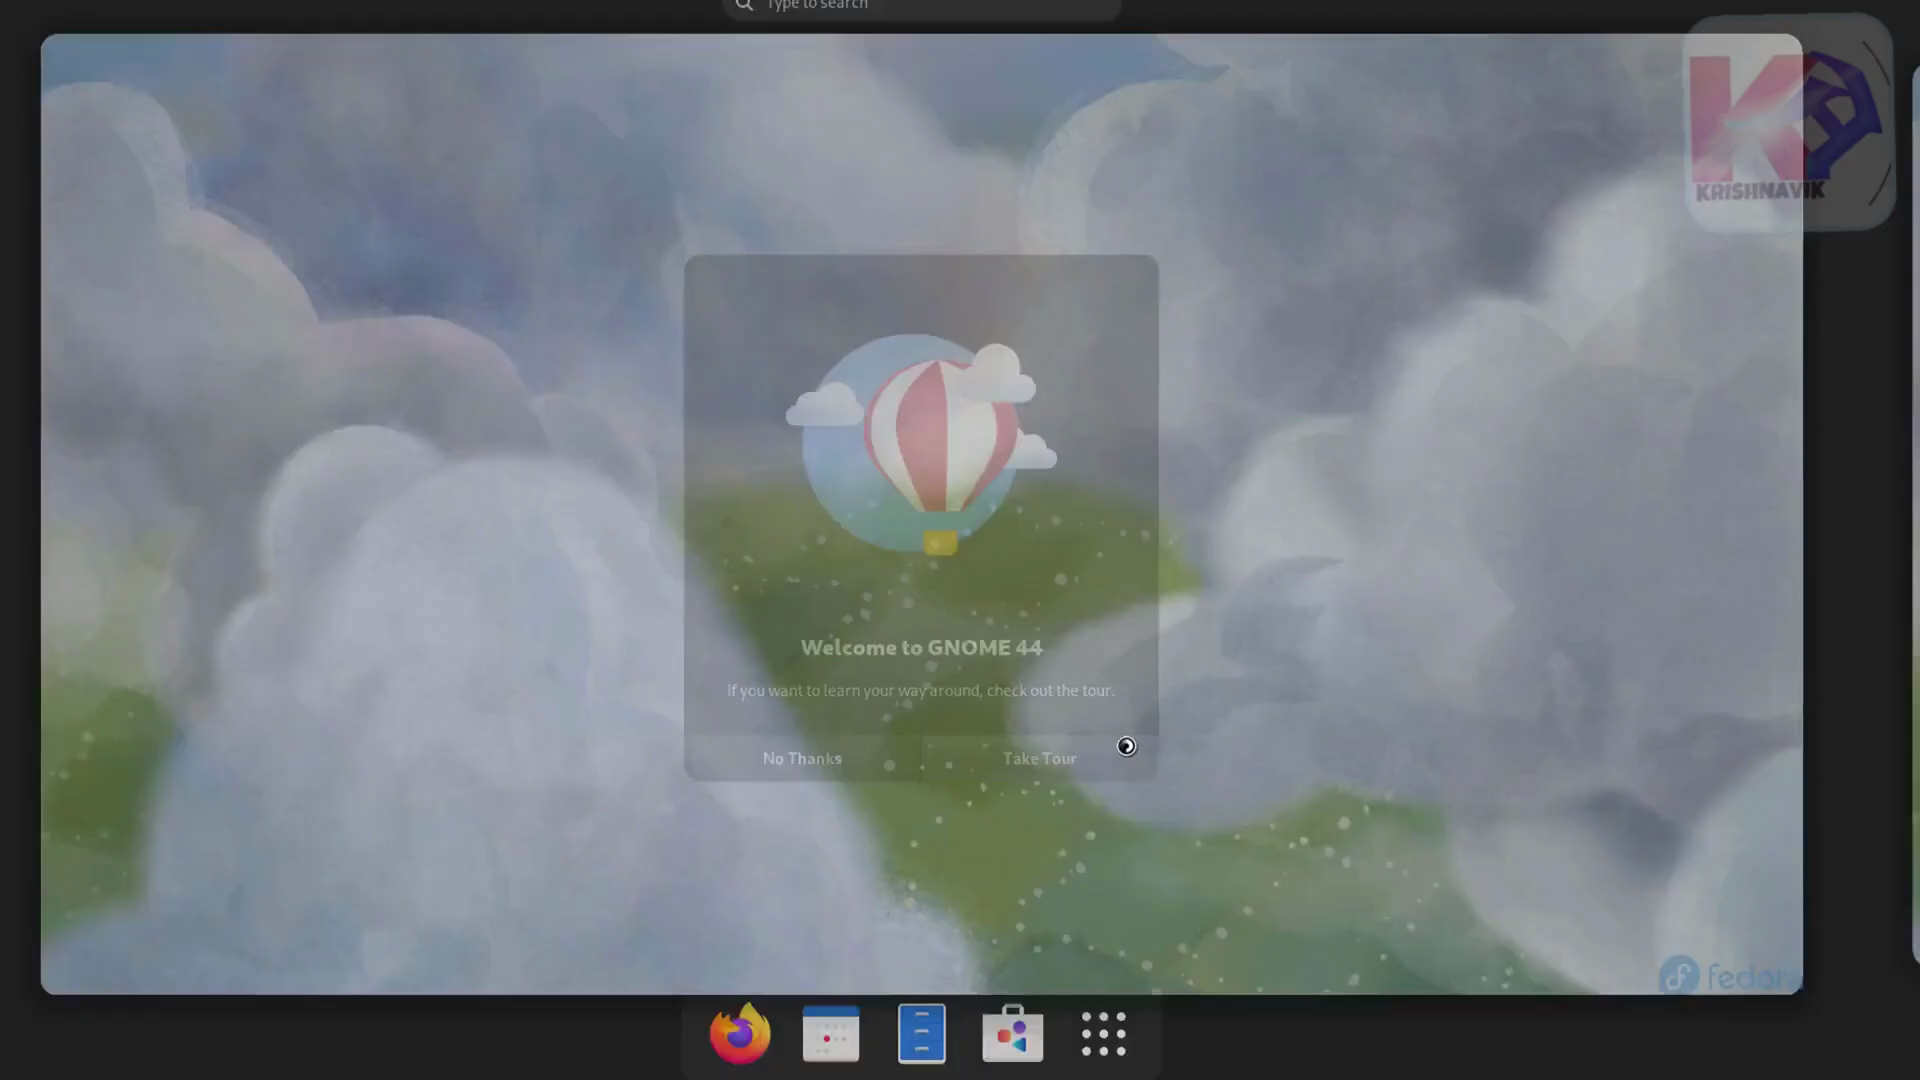 Type to search
KRISHNAVIK
Welcome to GNOME 44
If you want to learn your way around, check out the tour.
No Thanks
Take Tour
fedora